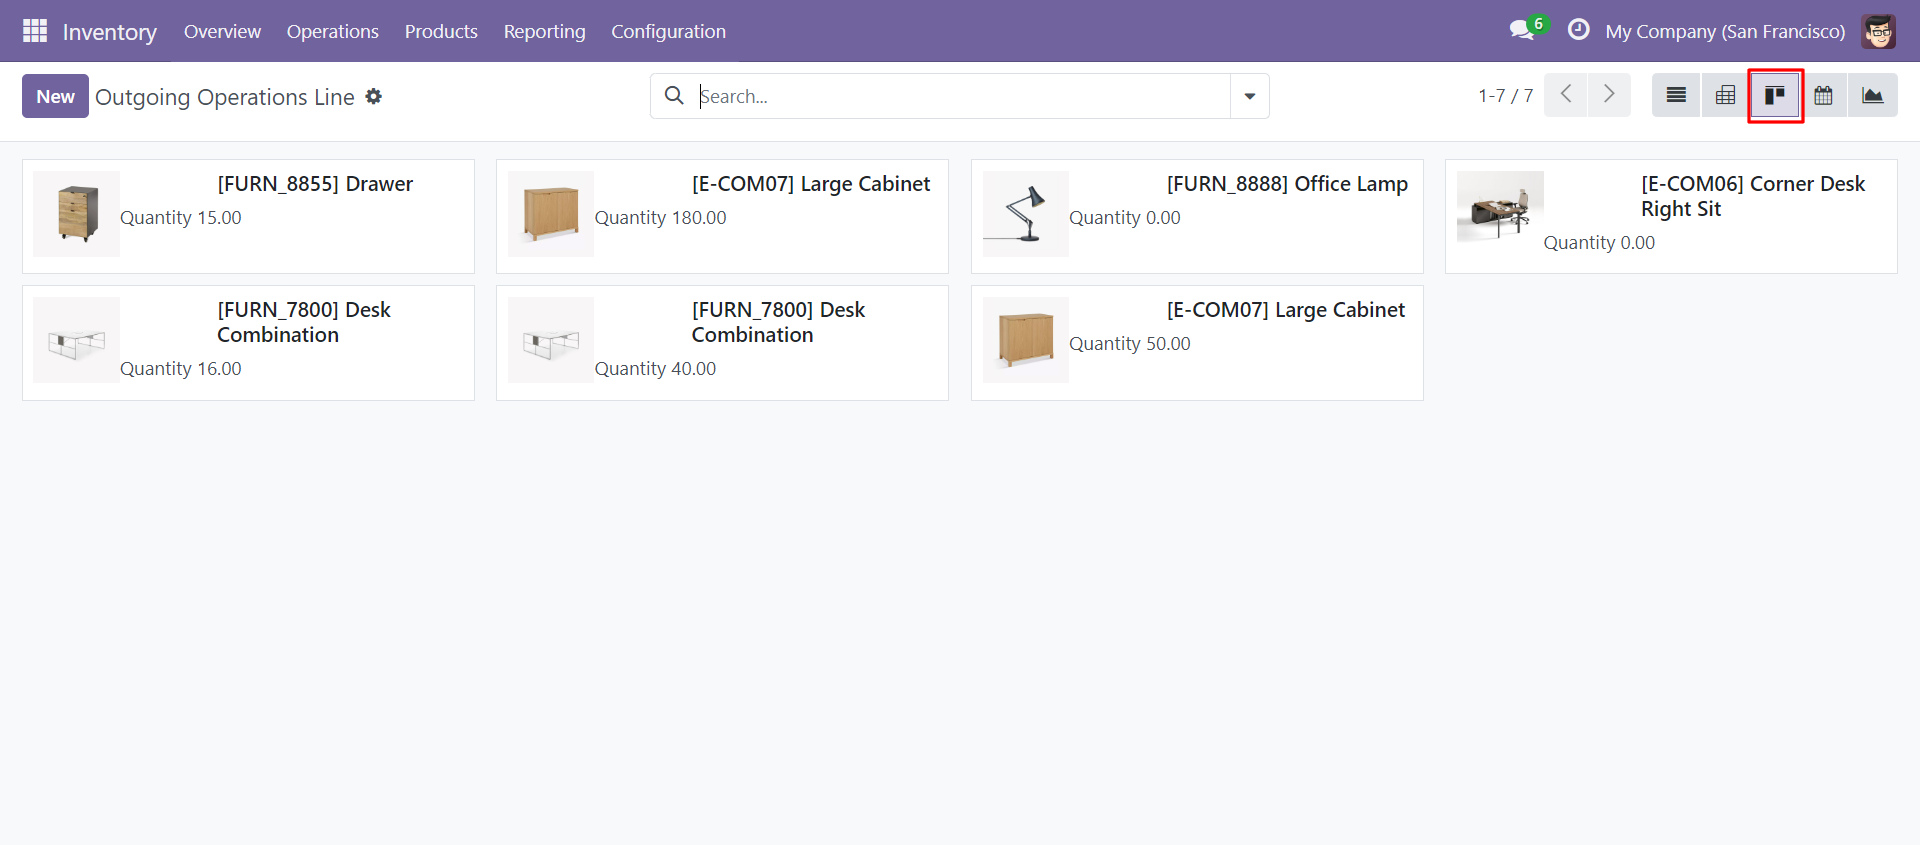 Inventory Overview Operations Products Reporting Configuration 6 My Company (San Francisco)
New Outgoing Operations Line Search... 1-7 / 7
[FURN_8855] Drawer
Quantity 15.00
[E-COM07] Large Cabinet
Quantity 180.00
[FURN_8888] Office Lamp
Quantity 0.00
[E-COM06] Corner Desk
Right Sit
Quantity 0.00
[FURN_7800] Desk
Combination
Quantity 16.00
[FURN_7800] Desk
Combination
Quantity 40.00
[E-COM07] Large Cabinet
Quantity 50.00